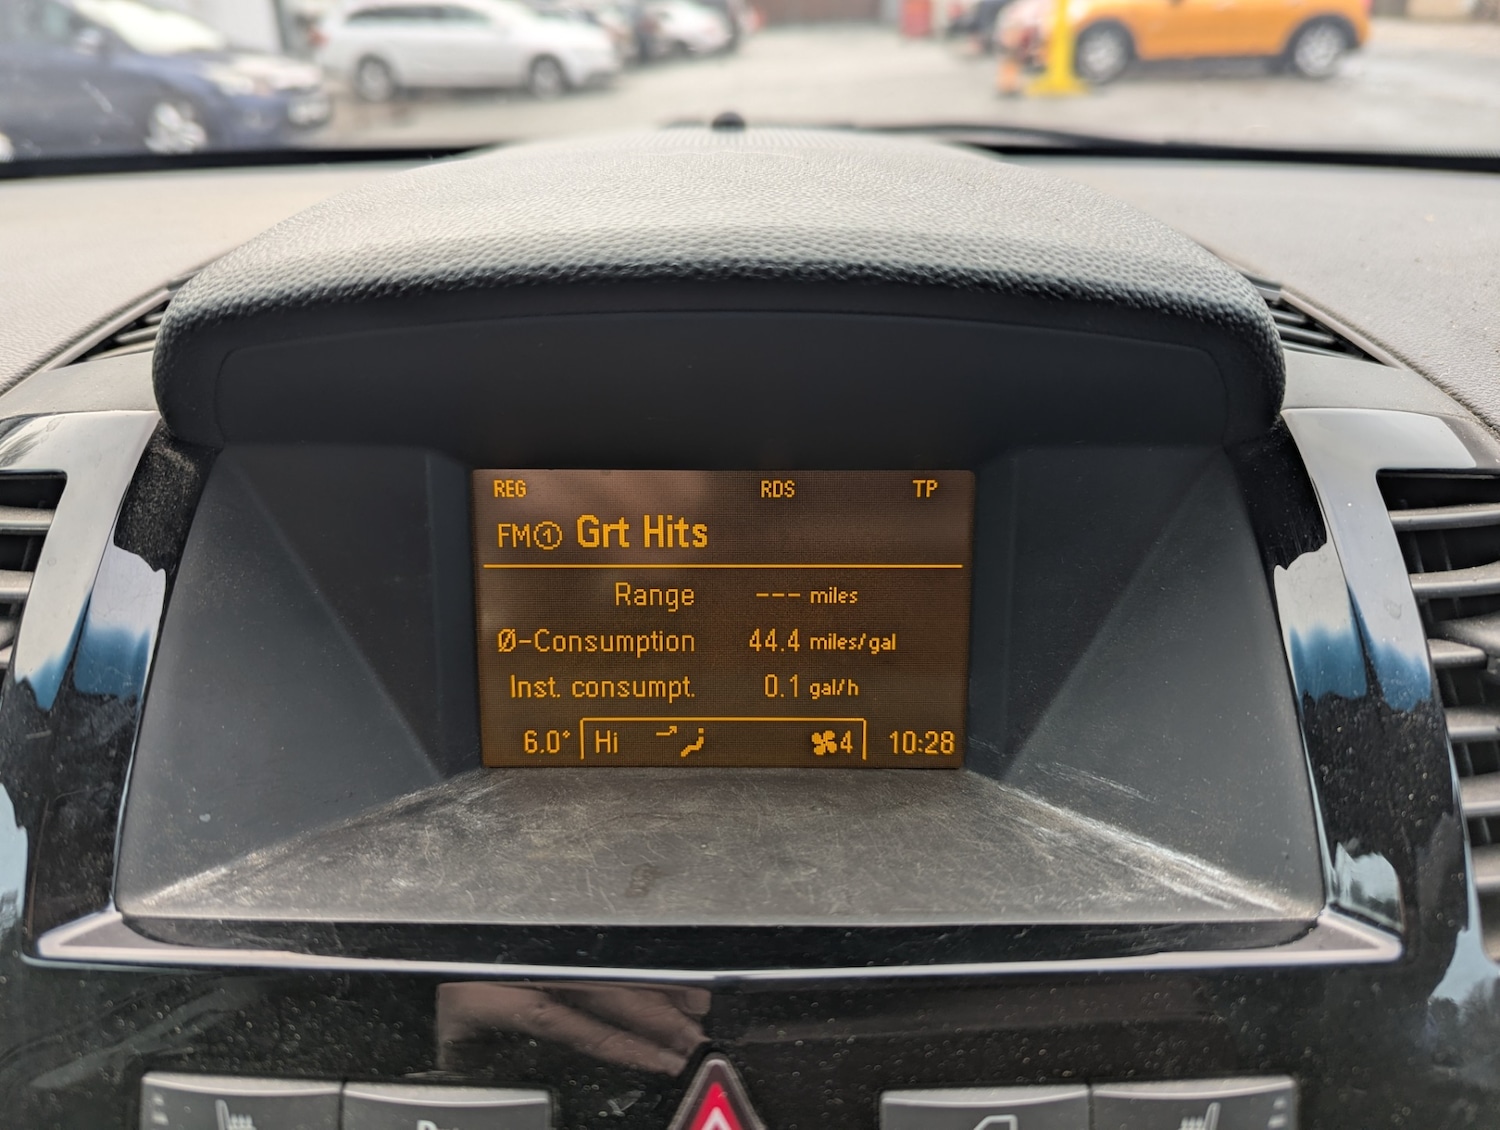 REG RDS TP
FM① Grt Hits
Range --- miles
Ø-Consumption 44.4 miles/gal
Inst. consumpt. 0.1 gal/h
6.0° Hi 4 10:28